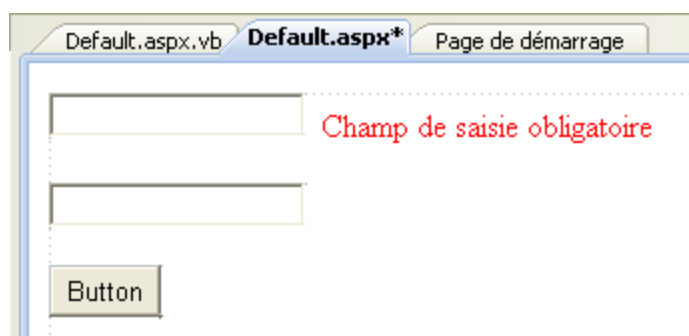 Default.aspx.vb Default.aspx* Page de démarrage
Champ de saisie obligatoire
Button